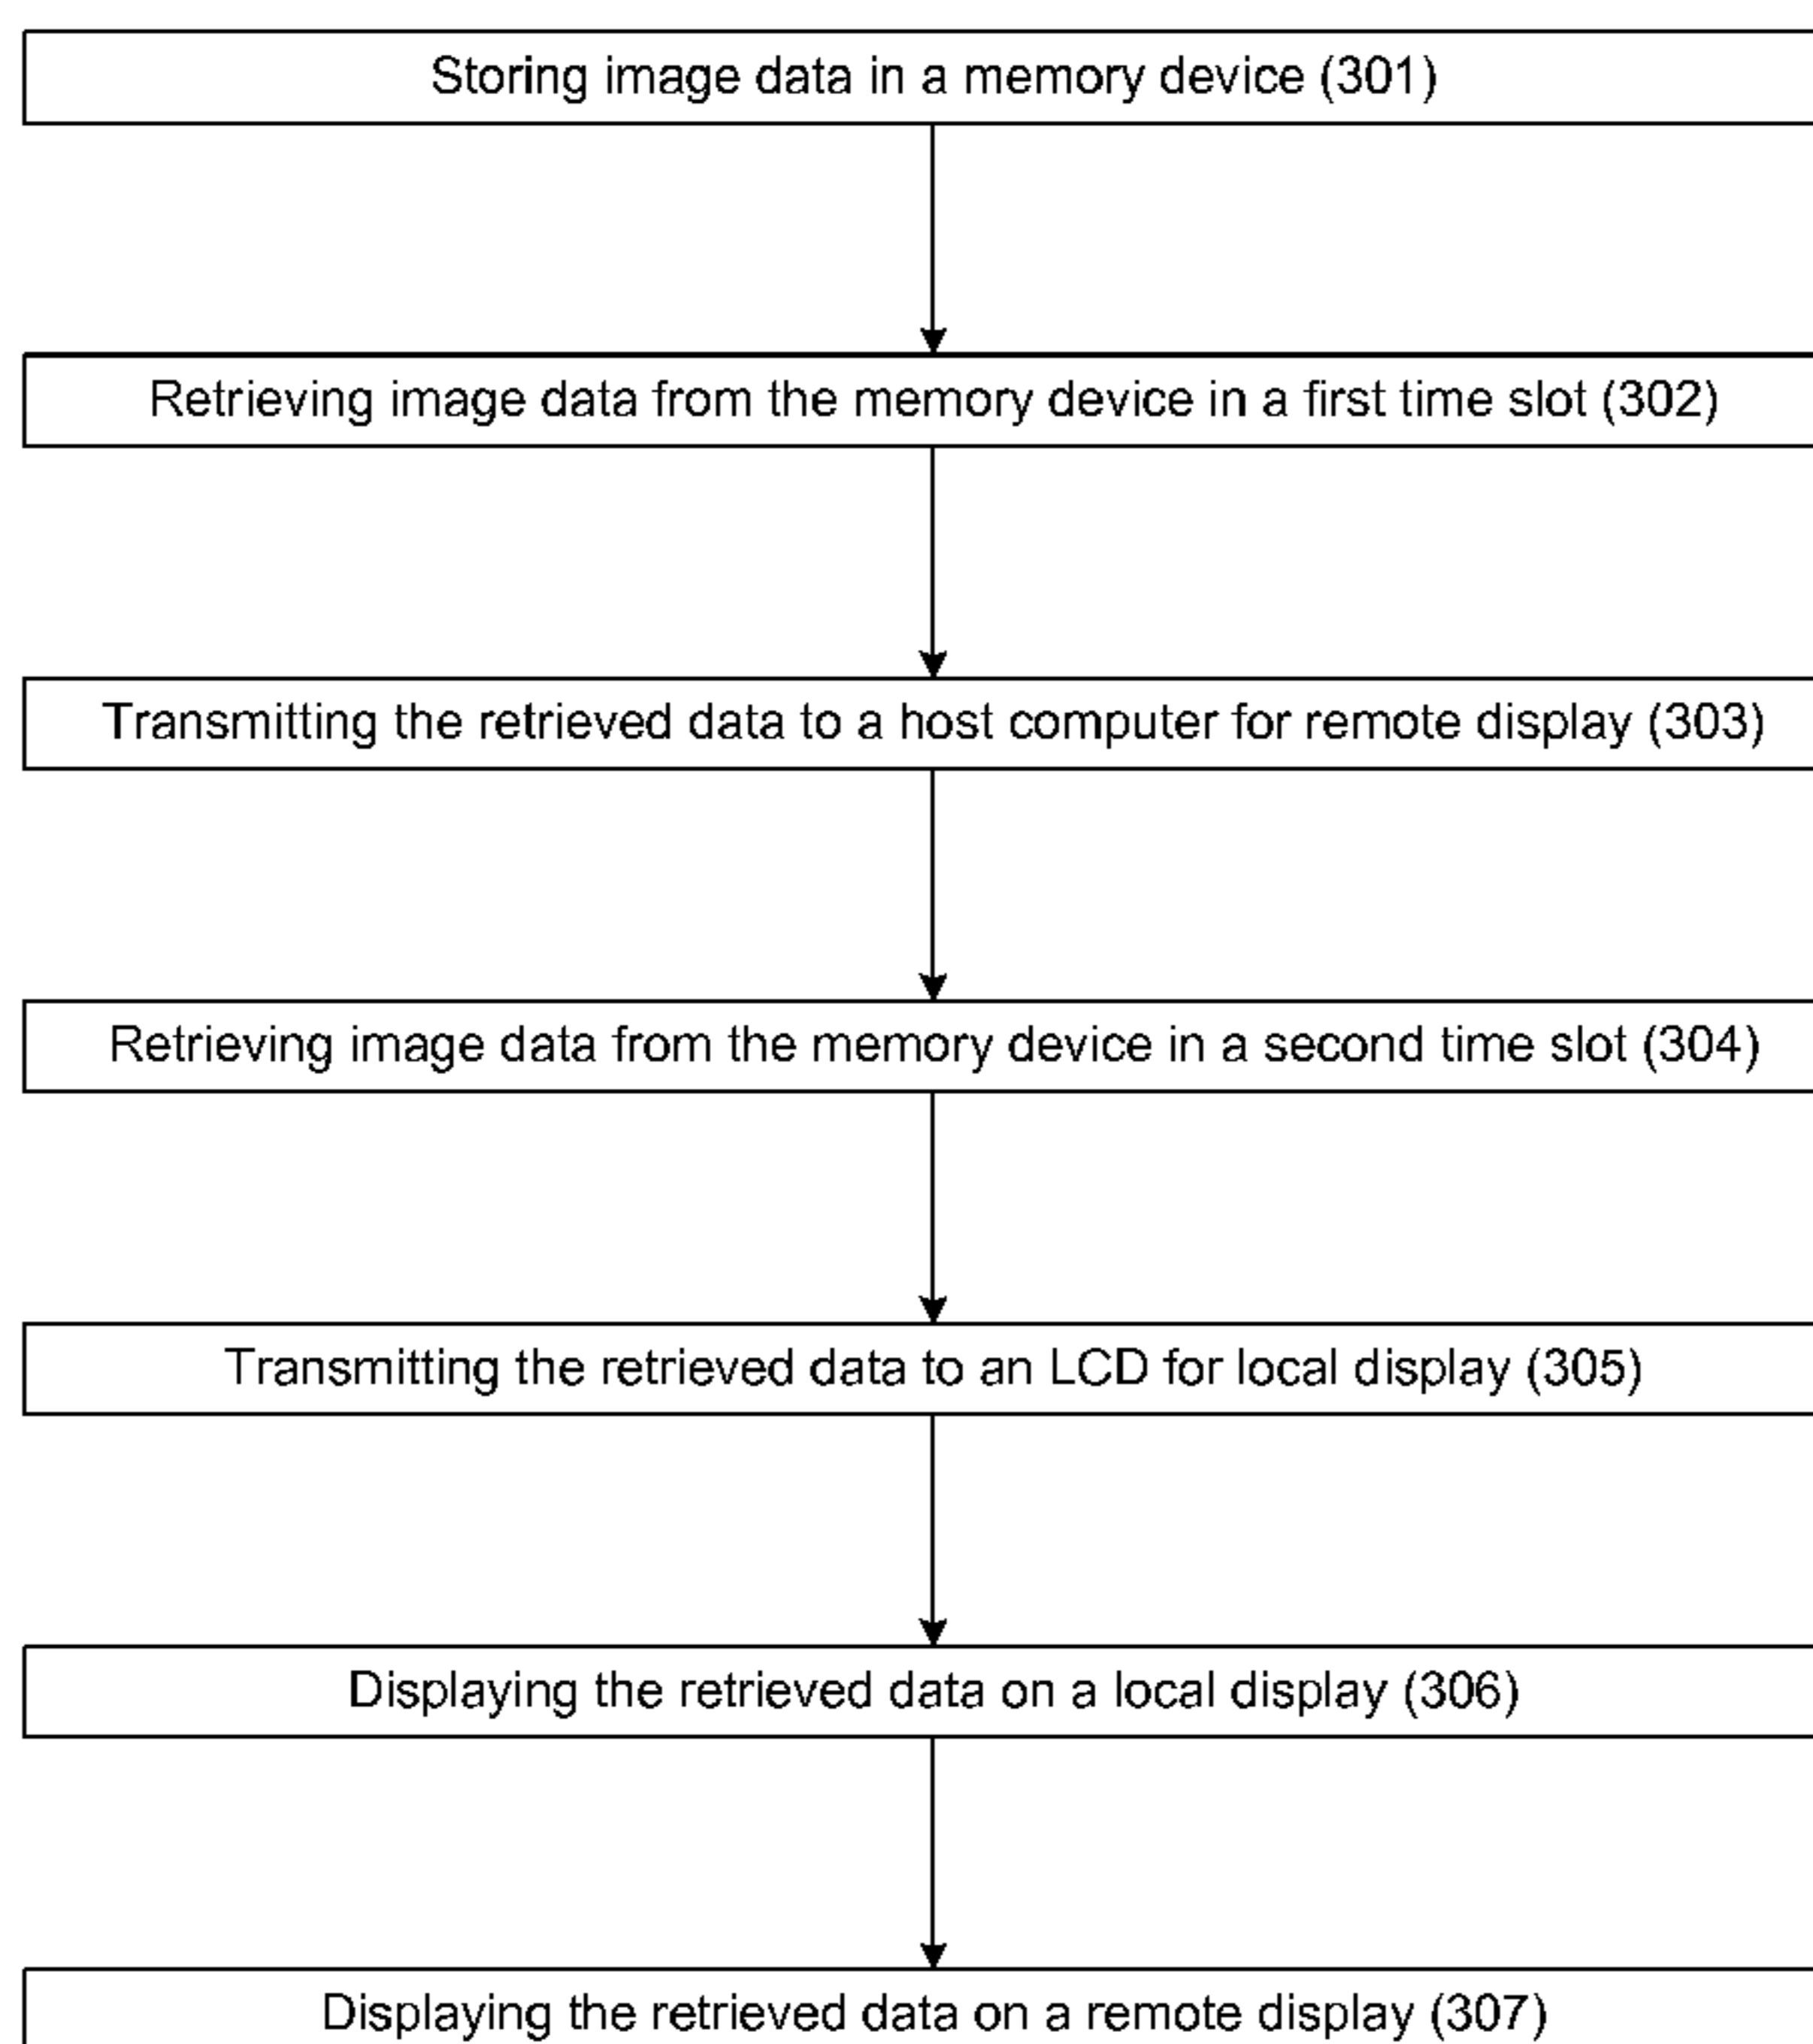 Storing image data in a memory device (301)
Retrieving image data from the memory device in a first time slot (302)
Transmitting the retrieved data to a host computer for remote display (303)
Retrieving image data from the memory device in a second time slot (304)
Transmitting the retrieved data to an LCD for local display (305)
Displaying the retrieved data on a local display (306)
Displaying the retrieved data on a remote display (307)